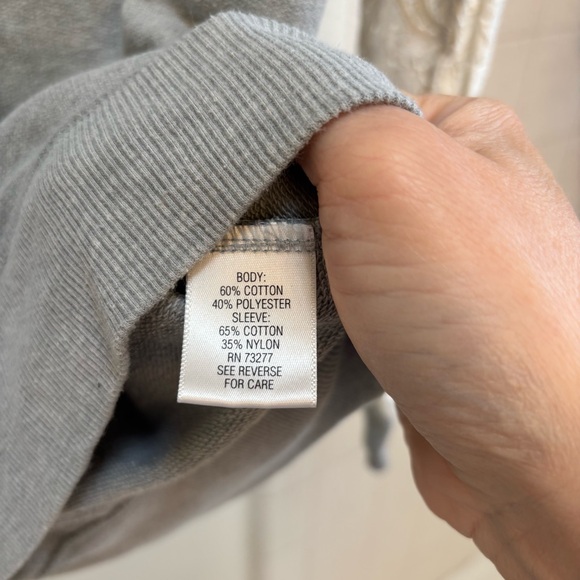 BODY:
60% COTTON
40% POLYESTER
SLEEVE:
65% COTTON
35% NYLON
RN 73277
SEE REVERSE
FOR CARE